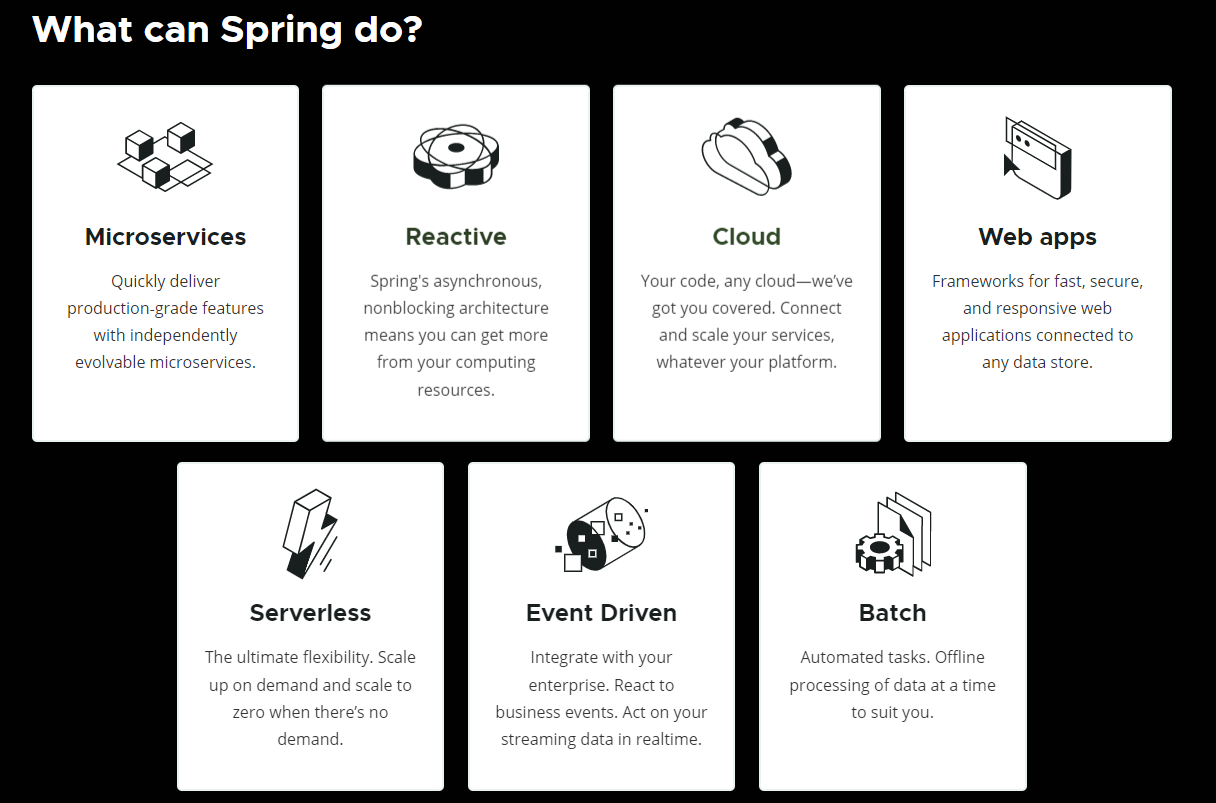 What can Spring do?
Microservices
Quickly deliver
production-grade features
with independently
evolvable microservices.
Reactive
Spring's asynchronous,
nonblocking architecture
means you can get more
from your computing
resources.
Cloud
Your code, any cloud—we’ve
got you covered. Connect
and scale your services,
whatever your platform.
Web apps
Frameworks for fast, secure,
and responsive web
applications connected to
any data store.
Serverless
The ultimate flexibility. Scale
up on demand and scale to
zero when there’s no
demand.
Event Driven
Integrate with your
enterprise. React to
business events. Act on your
streaming data in realtime.
Batch
Automated tasks. Offline
processing of data at a time
to suit you.